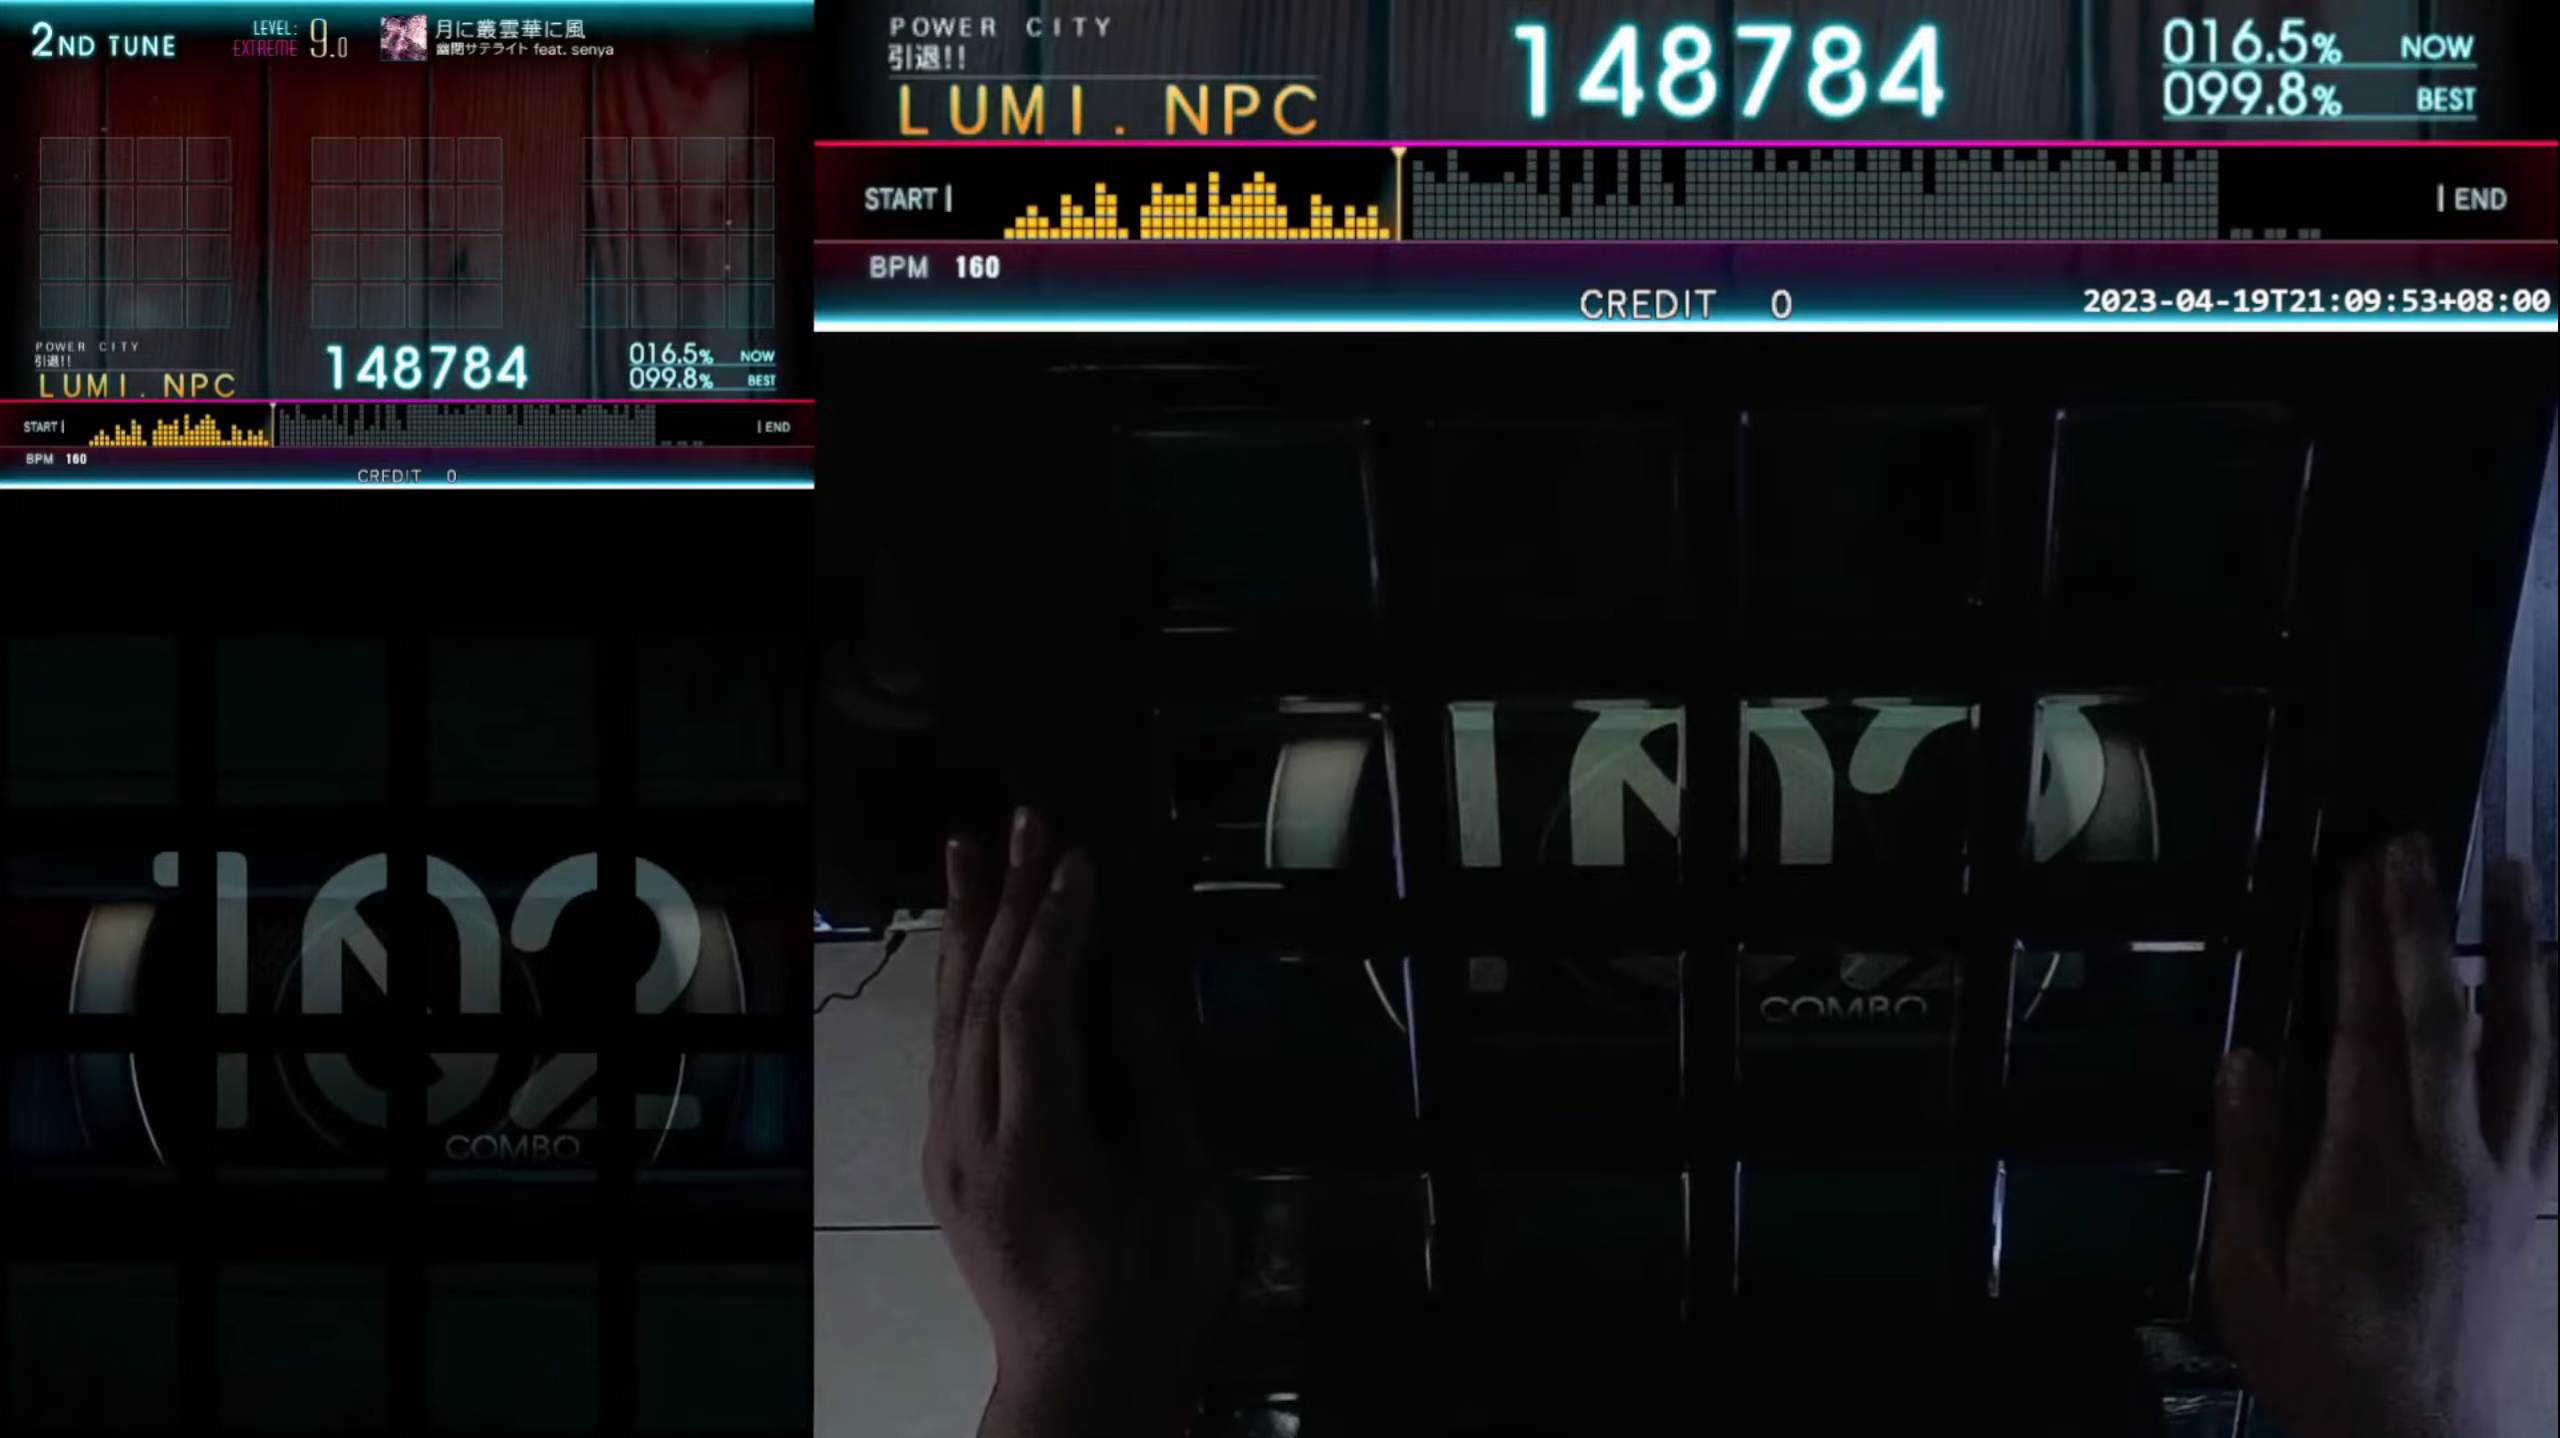 2ND TUNE
LEVEL:
EXTREME 9.0
月に叢雲華に風
幽閉サテライト feat. senya
POWER CITY
引退!!
LUMI.NPC
148784
016.5% NOW
099.8% BEST
START
END
BPM 160
CREDIT 0
102
COMBO
POWER CITY
引退!!
LUMI.NPC
148784
016.5% NOW
099.8% BEST
START
END
BPM 160
CREDIT 0
2023-04-19T21:09:53+08:00
102
COMBO